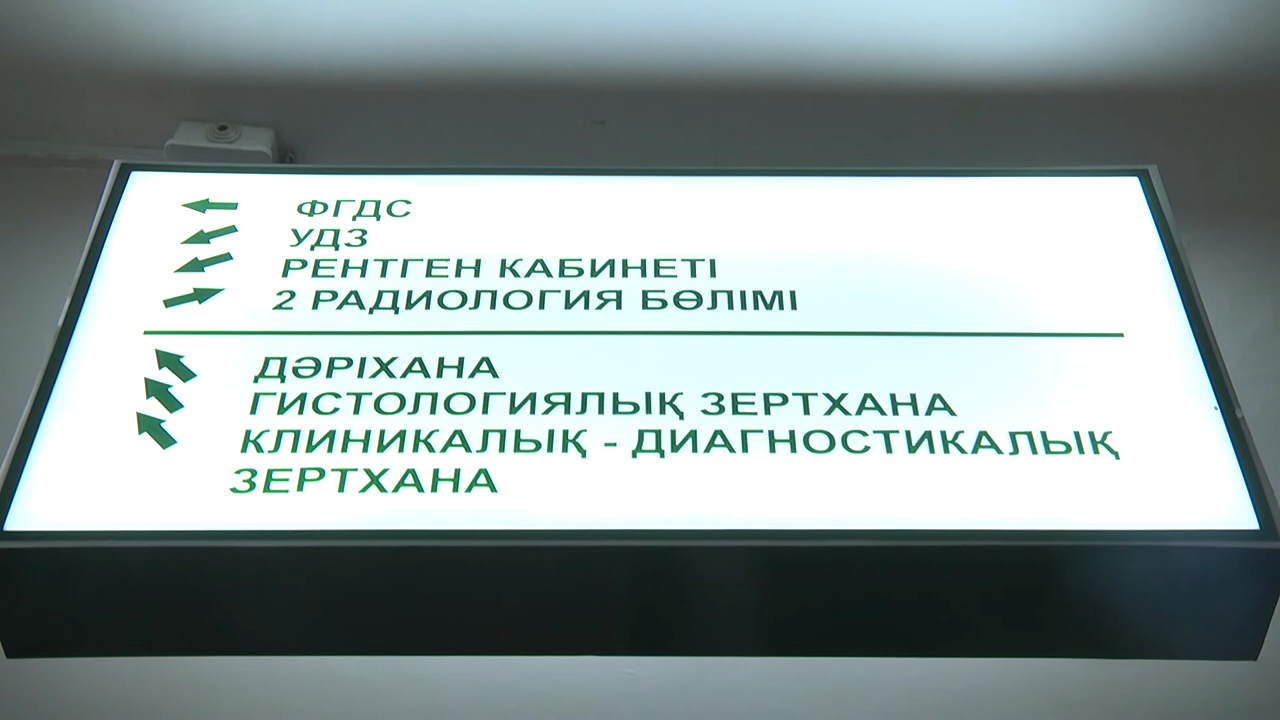 ФГДС
УДЗ
РЕНТГЕН КАБИНЕТІ
2 РАДИОЛОГИЯ БӨЛІМІ
ДӘРІХАНА
ГИСТОЛОГИЯЛЫҚ ЗЕРТХАНА
КЛИНИКАЛЫҚ - ДИАГНОСТИКАЛЫҚ
ЗЕРТХАНА